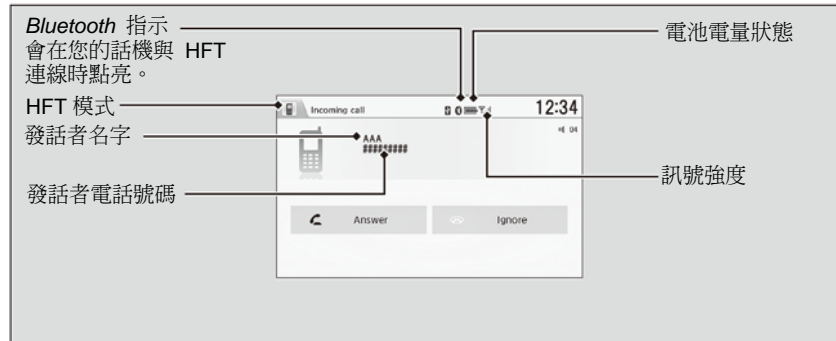 Bluetooth 指示
會在您的話機與 HFT
連線時點亮。
電池電量狀態
HFT 模式
Incoming call
12:34
發話者名字
AAA
#########
04
訊號強度
發話者電話號碼
Answer
Ignore